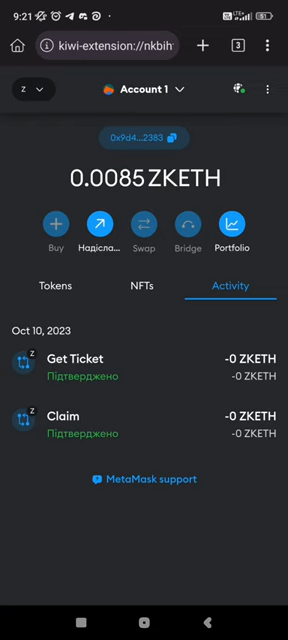 9:21
51
kiwi-extension://nkbih
3
Z
Account 1
0x9d4...2383
0.0085 ZKETH
Buy
Надісла...
Swap
Bridge
Portfolio
Tokens
NFTs
Activity
Oct 10, 2023
Z
Get Ticket
-0 ZKETH
Підтверджено
-0 ZKETH
Z
Claim
-0 ZKETH
Підтверджено
-0 ZKETH
MetaMask support